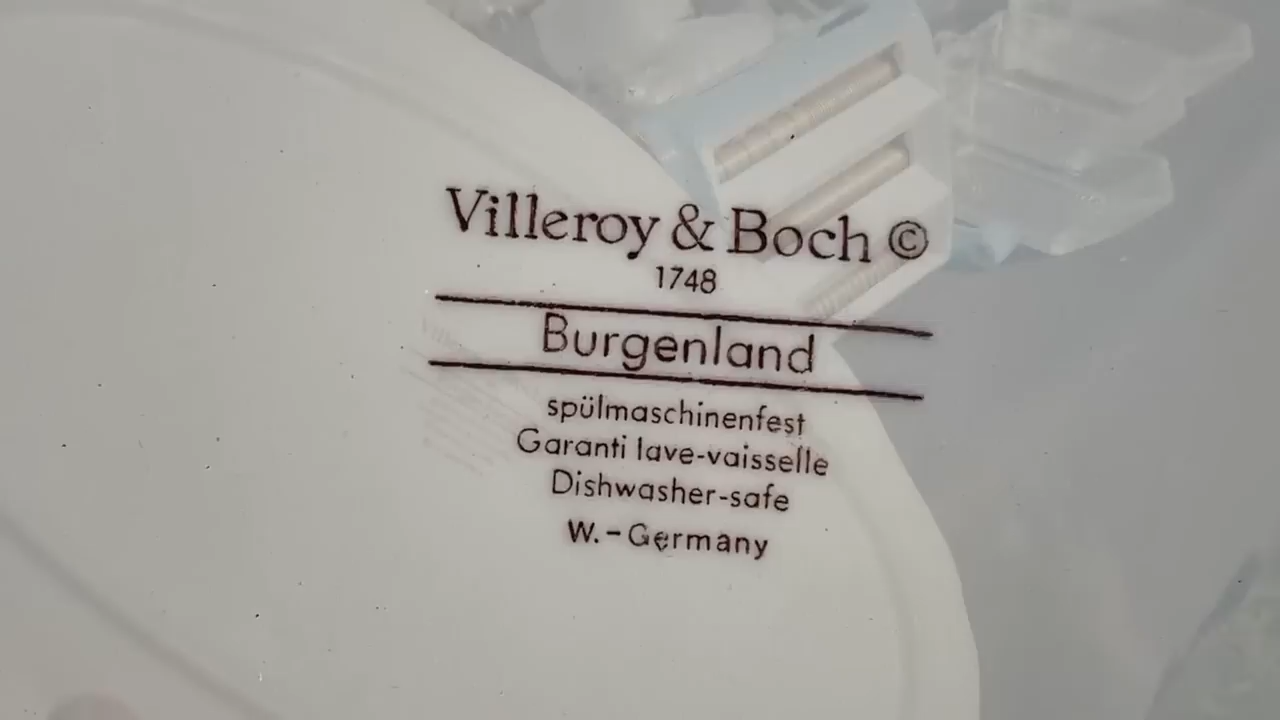 Villeroy & Boch ©
1748
Burgenland
spülmaschinenfest
Garanti lave-vaisselle
Dishwasher-safe
W.-Germany